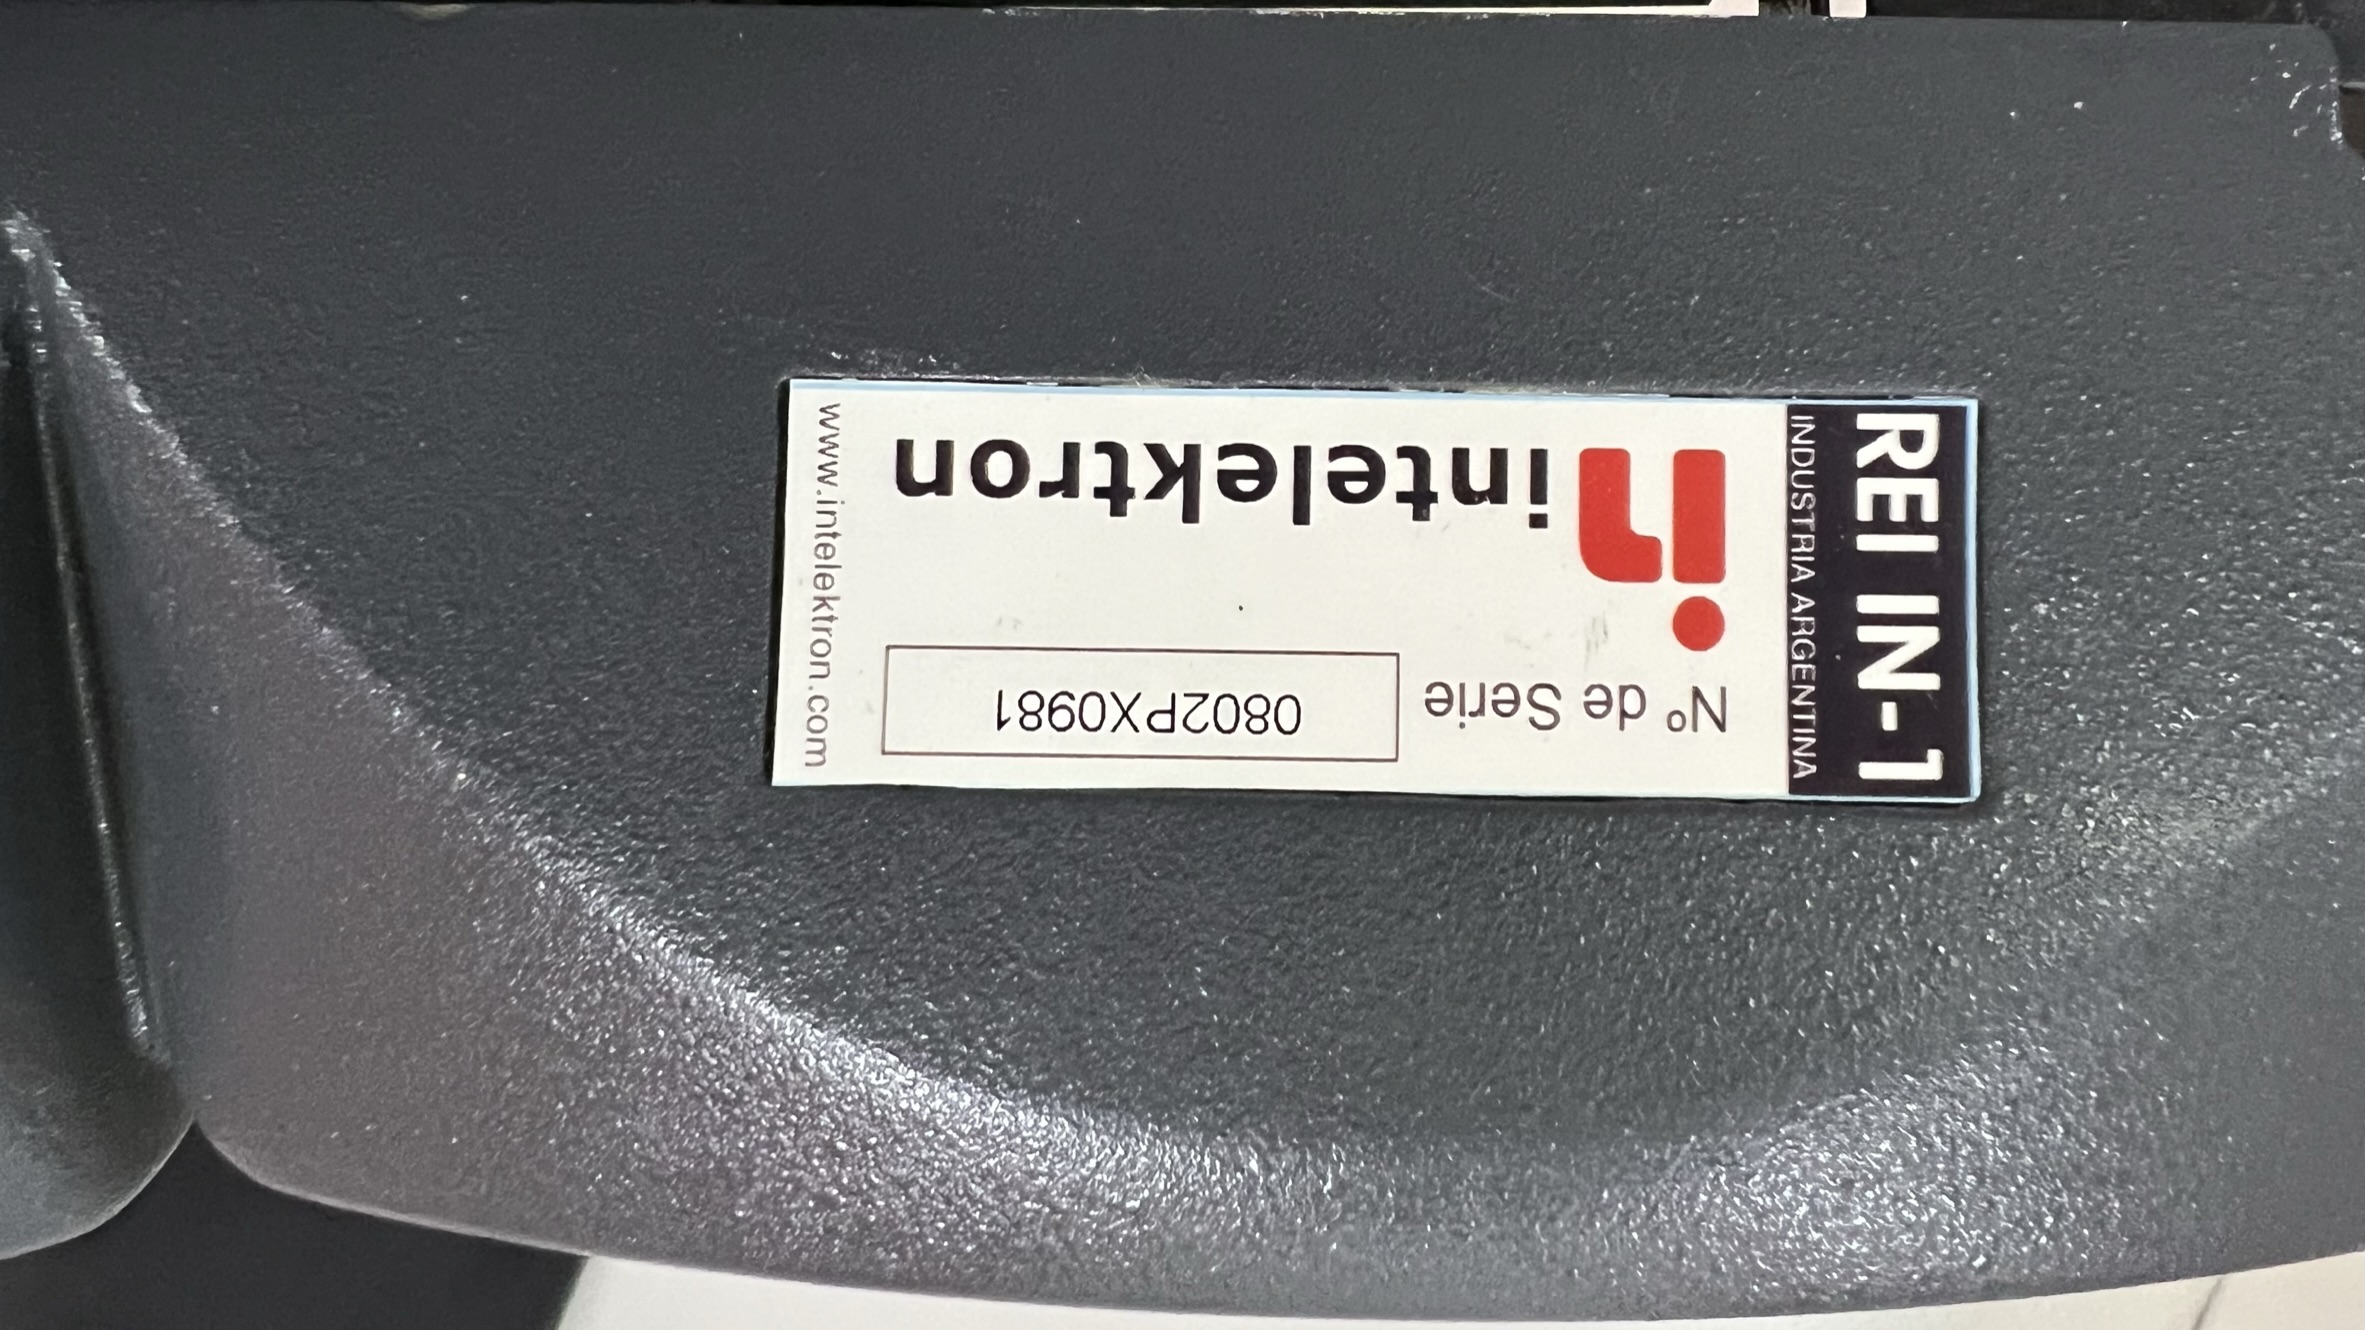 REI IN-1
INDUSTRIA ARGENTINA
intelektron
Nº de Serie
0802PX0981
www.intelektron.com